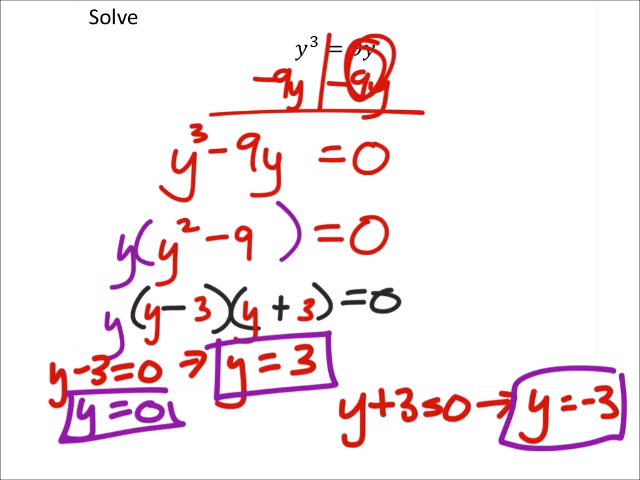 Solve
y³ = 9y
-9y -9y
y³ - 9y = 0
y(y² - 9) = 0
y(y - 3)(y + 3) = 0
y - 3 = 0 → y = 3
y = 0
y + 3 = 0 → y = -3